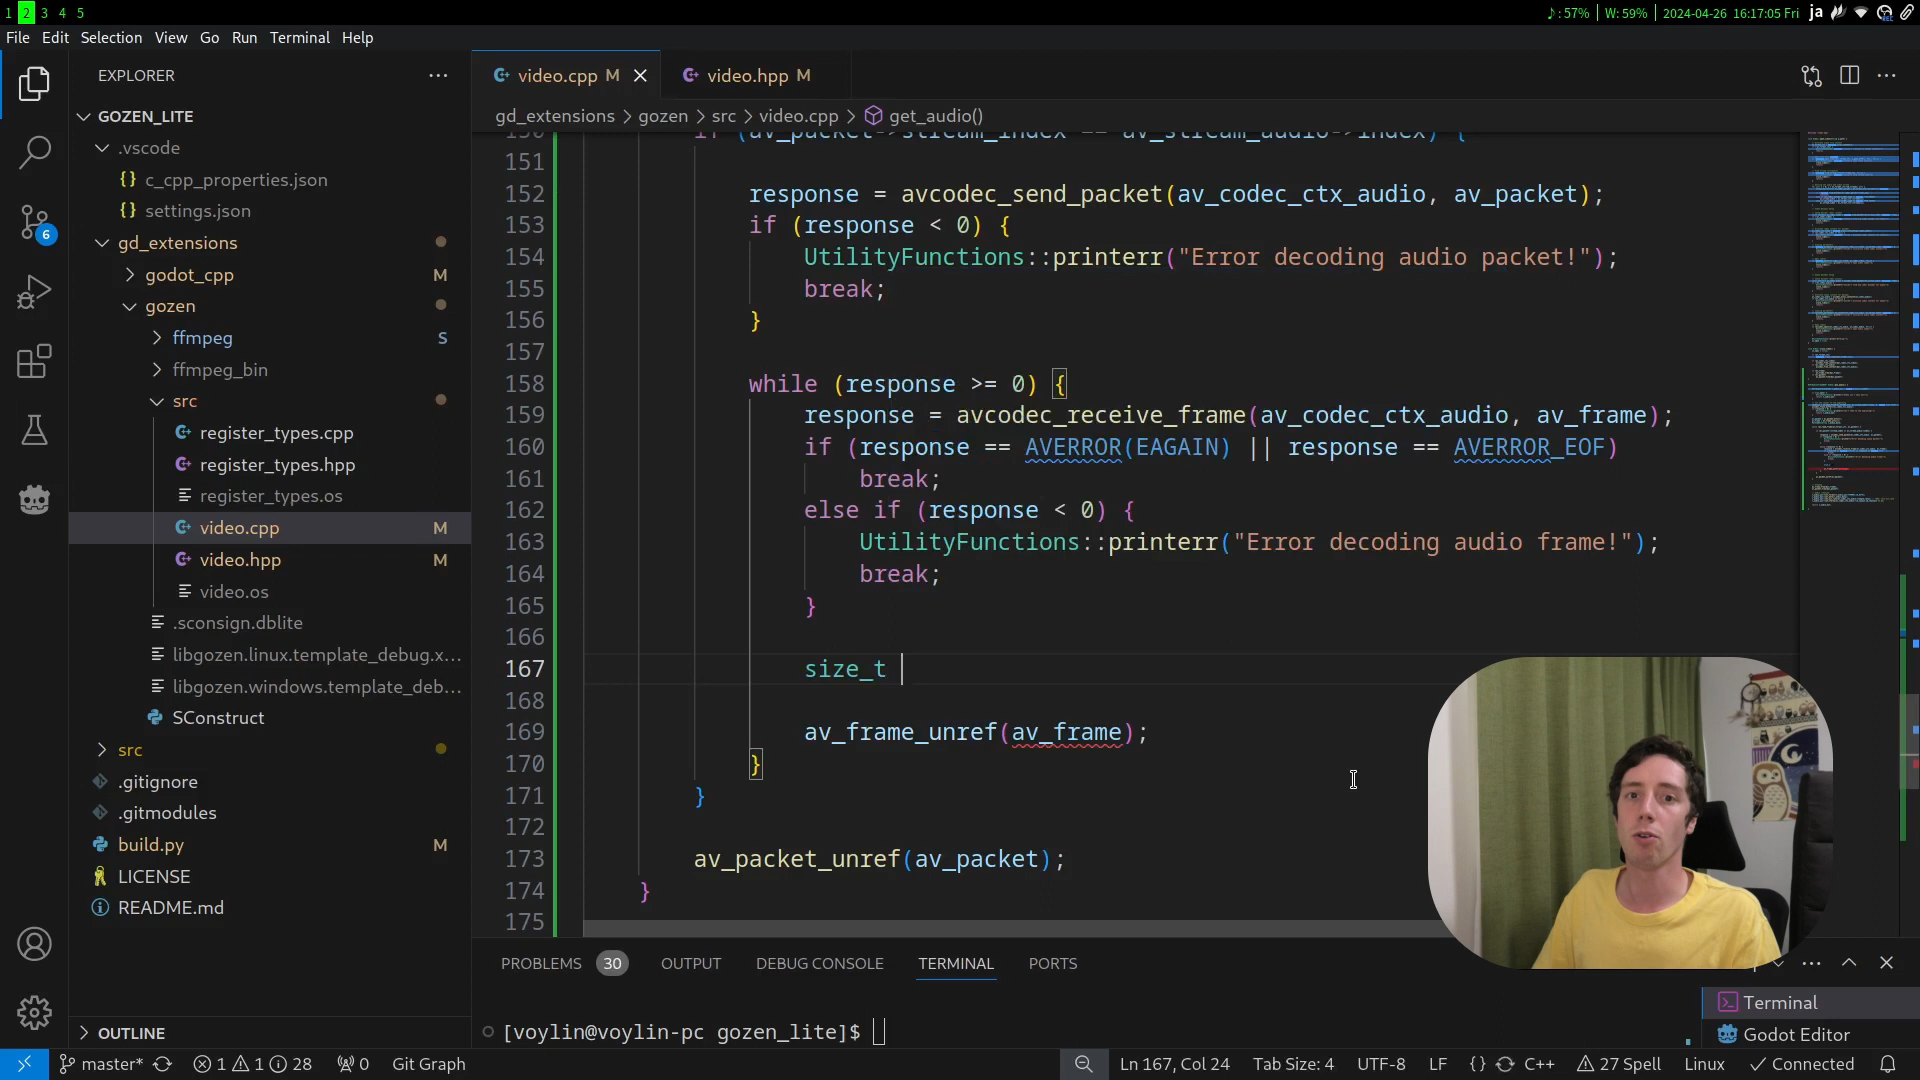 1 2 3 4 5
♪: 57% | W: 59% | 2024-04-26 16:17:05 Fri ja
File Edit Selection View Go Run Terminal Help
EXPLORER
GOZEN_LITE
.vscode
c_cpp_properties.json
settings.json
gd_extensions
godot_cpp M
gozen
ffmpeg S
ffmpeg_bin
src
register_types.cpp
register_types.hpp
register_types.os
video.cpp M
video.hpp M
video.os
.sconsign.dblite
libgozen.linux.template_debug.x...
libgozen.windows.template_deb...
SConstruct
src
.gitignore
.gitmodules
build.py M
LICENSE
README.md
OUTLINE
6
video.cpp M
video.hpp M
gd_extensions > gozen > src > video.cpp > get_audio()
150 if (av_packet->stream_index == av_stream_audio->index) {
151
152 response = avcodec_send_packet(av_codec_ctx_audio, av_packet);
153 if (response < 0) {
154 UtilityFunctions::printerr("Error decoding audio packet!");
155 break;
156 }
157
158 while (response >= 0) {
159 response = avcodec_receive_frame(av_codec_ctx_audio, av_frame);
160 if (response == AVERROR(EAGAIN) || response == AVERROR_EOF)
161 break;
162 else if (response < 0) {
163 UtilityFunctions::printerr("Error decoding audio frame!");
164 break;
165 }
166
167 size_t
168
169 av_frame_unref(av_frame);
170 }
171 }
172
173 av_packet_unref(av_packet);
174 }
175
PROBLEMS 30 OUTPUT DEBUG CONSOLE TERMINAL PORTS
[voylin@voylin-pc gozen_lite]$
Terminal
Godot Editor
master* 1 1 28 0 Git Graph
Ln 167, Col 24 Tab Size: 4 UTF-8 LF {} C++ 27 Spell Linux Connected